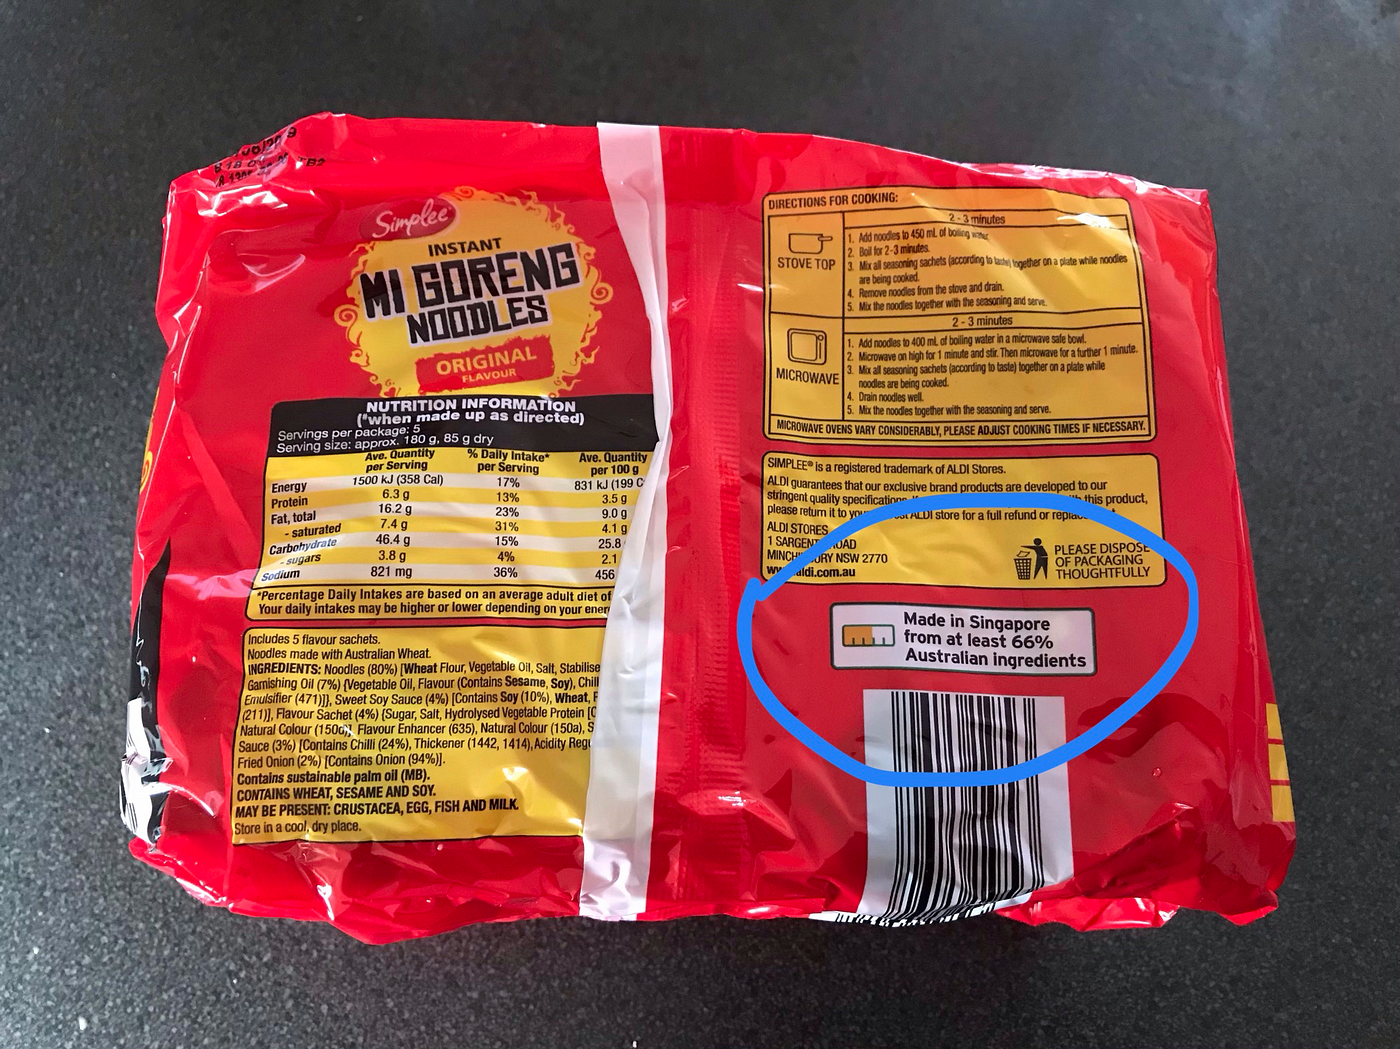 TB2
Simplee
INSTANT
MI GORENG
NOODLES
ORIGINAL
FLAVOUR
NUTRITION INFORMATION
(*when made up as directed)
Servings per package: 5
Serving size: approx. 180 g, 85 g dry
Ave. Quantity per Serving % Daily Intake* per Serving Ave. Quantity per 100 g
Energy 1500 kJ (358 Cal) 17% 831 kJ (199 C
Protein 6.3 g 13% 3.5 g
Fat, total 16.2 g 23% 9.0 g
- saturated 7.4 g 31% 4.1 g
Carbohydrate 46.4 g 15% 25.8
- sugars 3.8 g 4% 2.1
Sodium 821 mg 36% 456
*Percentage Daily Intakes are based on an average adult diet of
Your daily intakes may be higher or lower depending on your
Includes 5 flavour sachets.
Noodles made with Australian Wheat.
INGREDIENTS: Noodles (80%) [Wheat Flour, Vegetable Oil, Salt,
Garnishing Oil (7%) {Vegetable Oil, Flavour (Contains Sesame, Soy),
Emulsifier (471)}], Sweet Soy Sauce (4%) [Contains Soy (10%), Wheat,
(211)], Flavour Sachet (4%) {Sugar, Salt, Hydrolysed Vegetable Protein
Natural Colour (150c)}, Flavour Enhancer (635), Natural Colour (150a),
Sauce (3%) [Contains Chilli (24%), Thickener (1442, 1414), Acidity
Fried Onion (2%) [Contains Onion (94%)].
Contains sustainable palm oil (MB).
CONTAINS WHEAT, SESAME AND SOY.
MAY BE PRESENT: CRUSTACEA, EGG, FISH AND MILK.
Store in a cool, dry place.
DIRECTIONS FOR COOKING:
STOVE TOP
2 - 3 minutes
1. Add noodles to 450 mL of boiling water.
2. Boil for 2-3 minutes.
3. Mix all seasoning sachets (according to taste) together on a plate while noodles
are being cooked.
4. Remove noodles from the stove and drain.
5. Mix the noodles together with the seasoning and serve.
MICROWAVE
2 - 3 minutes
1. Add noodles to 400 mL of boiling water in a microwave safe bowl.
2. Microwave on high for 1 minute and stir. Then microwave for a further 1 minute.
3. Mix all seasoning sachets (according to taste) together on a plate while
noodles are being cooked.
4. Drain noodles well.
5. Mix the noodles together with the seasoning and serve.
MICROWAVE OVENS VARY CONSIDERABLY, PLEASE ADJUST COOKING TIMES IF NECESSARY.
SIMPLEE® is a registered trademark of ALDI Stores.
ALDI guarantees that our exclusive brand products are developed to our
stringent quality specifications. this product,
please return it to ALDI store for a full refund or
ALDI STORES
1 SARGENT ROAD
MINCHINBURY NSW 2770
www.aldi.com.au
PLEASE DISPOSE
OF PACKAGING
THOUGHTFULLY
Made in Singapore
from at least 66%
Australian ingredients